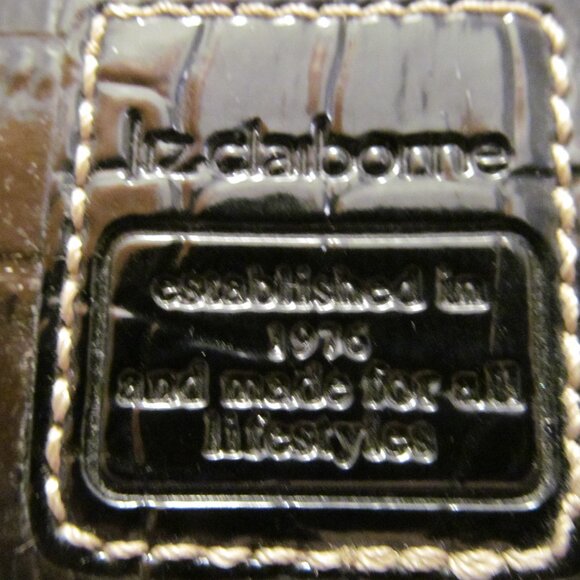 liz claiborne
established in
1976
and made for all
lifestyles